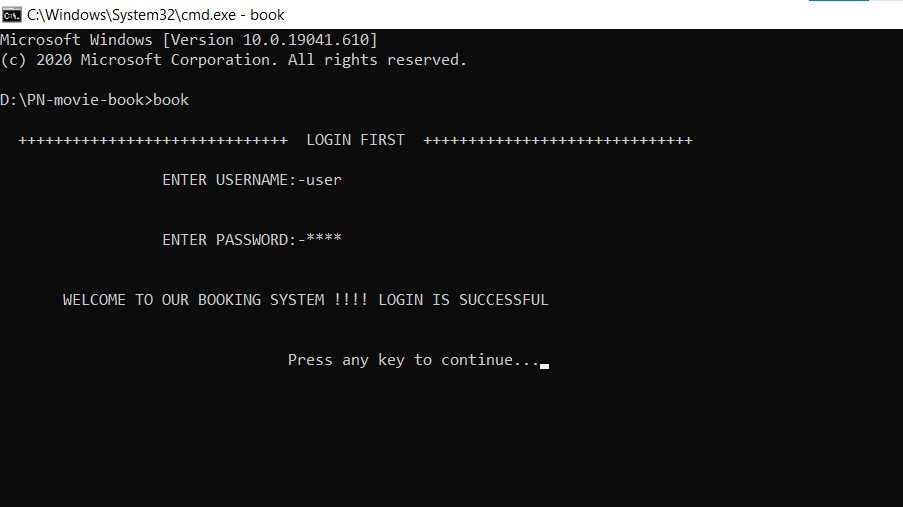 C:\Windows\System32\cmd.exe - book
Microsoft Windows [Version 10.0.19041.610]
(c) 2020 Microsoft Corporation. All rights reserved.
D:\PN-movie-book>book
++++++++++++++++++++++++++++++ LOGIN FIRST ++++++++++++++++++++++++++++++
ENTER USERNAME:-user
ENTER PASSWORD:-****
WELCOME TO OUR BOOKING SYSTEM !!!! LOGIN IS SUCCESSFUL
Press any key to continue...